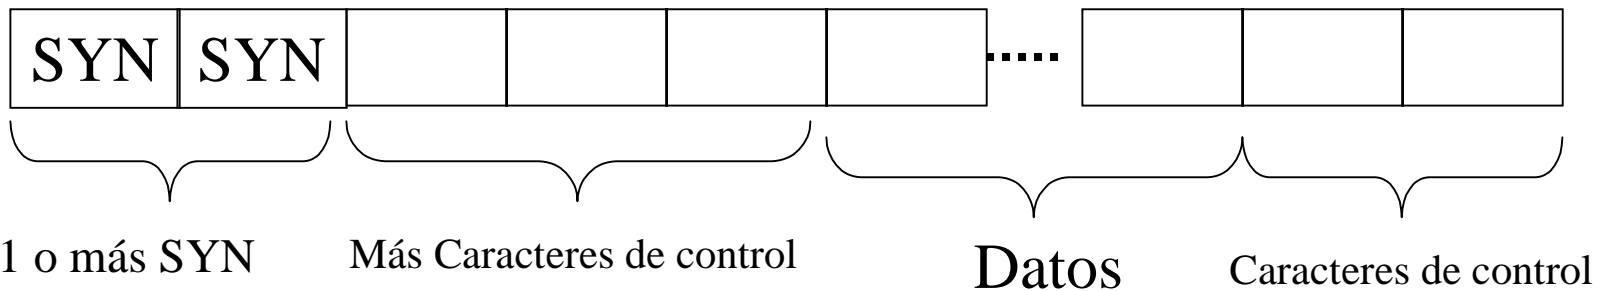 SYN SYN
1 o más SYN
Más Caracteres de control
Datos
Caracteres de control